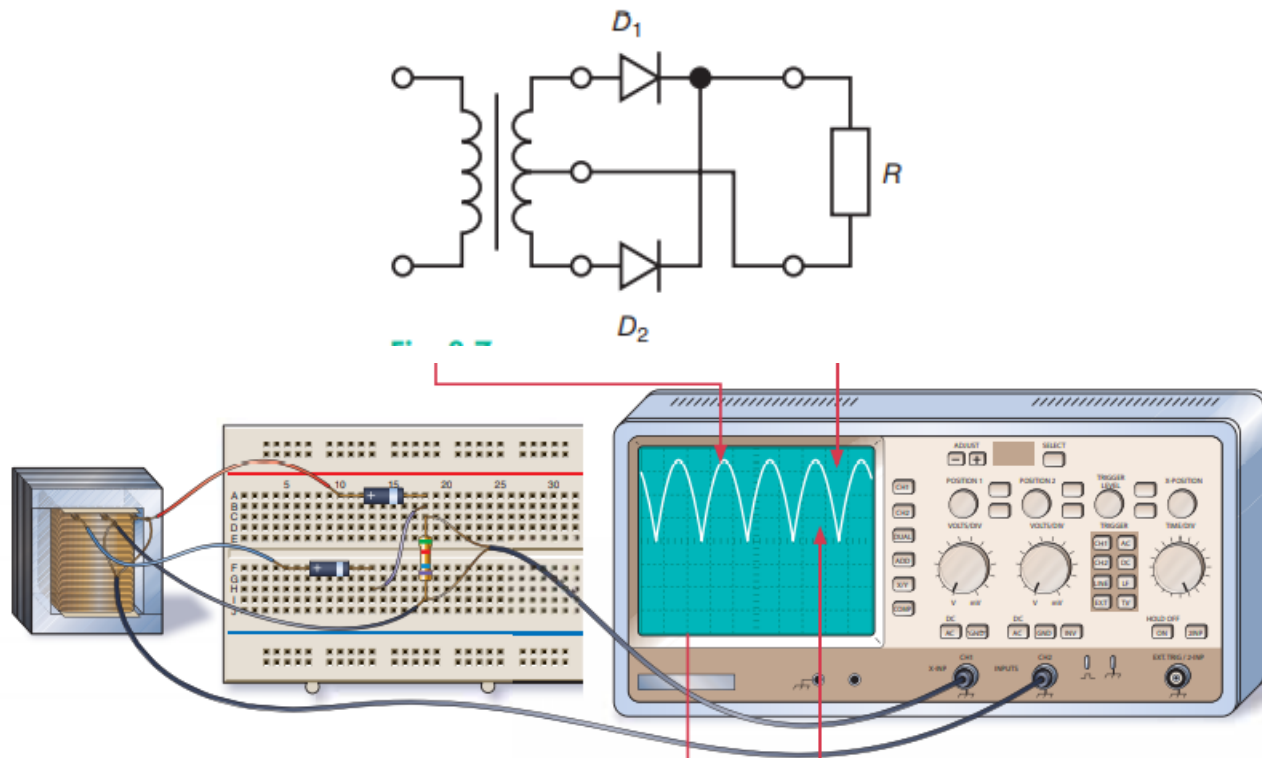 D1
R
D2
5 10 15 20 25 30
A
B
C
D
E
F
G
H
I
J
+
+
ADJUST
SELECT
− +
POSITION 1
POSITION 2
TRIGGER LEVEL
X-POSITION
CH1
CH2
DUAL
ADD
X/Y
COMP
VOLTS/DIV
VOLTS/DIV
TRIGGER
TIME/DIV
CH1 AC
CH2 DC
LINE LF
EXT TV
V mV
V mV
DC
DC
HOLD OFF
AC GND
AC GND INV
ON
X-INP
CH1
INPUTS
CH2
EXT.TRIG / Z-INP